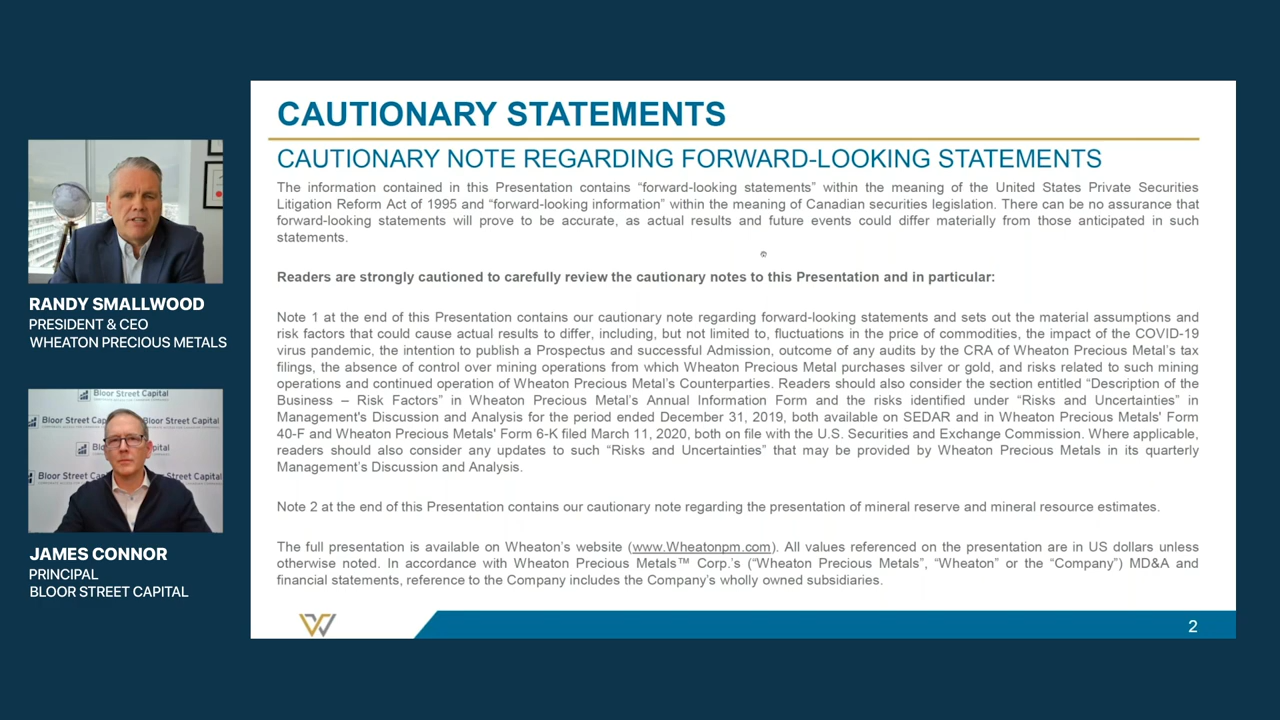 CAUTIONARY STATEMENTS
CAUTIONARY NOTE REGARDING FORWARD-LOOKING STATEMENTS
The information contained in this Presentation contains “forward-looking statements” within the meaning of the United States Private Securities
Litigation Reform Act of 1995 and “forward-looking information” within the meaning of Canadian securities legislation. There can be no assurance that
forward-looking statements will prove to be accurate, as actual results and future events could differ materially from those anticipated in such
statements.
Readers are strongly cautioned to carefully review the cautionary notes to this Presentation and in particular:
Note 1 at the end of this Presentation contains our cautionary note regarding forward-looking statements and sets out the material assumptions and
risk factors that could cause actual results to differ, including, but not limited to, fluctuations in the price of commodities, the impact of the COVID-19
virus pandemic, the intention to publish a Prospectus and successful Admission, outcome of any audits by the CRA of Wheaton Precious Metal’s tax
filings, the absence of control over mining operations from which Wheaton Precious Metal purchases silver or gold, and risks related to such mining
operations and continued operation of Wheaton Precious Metal’s Counterparties. Readers should also consider the section entitled “Description of the
Business – Risk Factors” in Wheaton Precious Metal’s Annual Information Form and the risks identified under “Risks and Uncertainties” in
Management's Discussion and Analysis for the period ended December 31, 2019, both available on SEDAR and in Wheaton Precious Metals' Form
40-F and Wheaton Precious Metals' Form 6-K filed March 11, 2020, both on file with the U.S. Securities and Exchange Commission. Where applicable,
readers should also consider any updates to such “Risks and Uncertainties” that may be provided by Wheaton Precious Metals in its quarterly
Management’s Discussion and Analysis.
Note 2 at the end of this Presentation contains our cautionary note regarding the presentation of mineral reserve and mineral resource estimates.
The full presentation is available on Wheaton’s website (www.Wheatonpm.com). All values referenced on the presentation are in US dollars unless
otherwise noted. In accordance with Wheaton Precious Metals™ Corp.’s (“Wheaton Precious Metals”, “Wheaton” or the “Company”) MD&A and
financial statements, reference to the Company includes the Company’s wholly owned subsidiaries.
2
RANDY SMALLWOOD
PRESIDENT & CEO
WHEATON PRECIOUS METALS
Bloor Street Capital
Bloor Street Capital
Bloor Street Capital
Bloor Street Capital
JAMES CONNOR
PRINCIPAL
BLOOR STREET CAPITAL